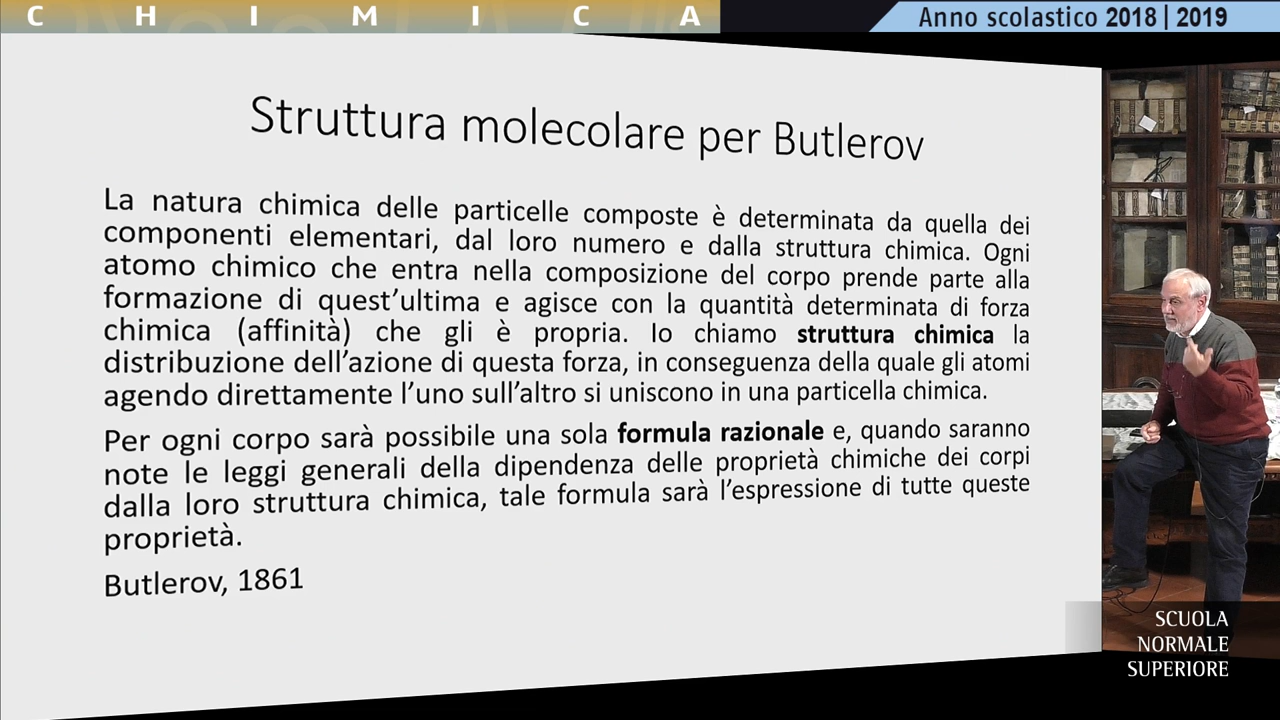 CHIMICA
Anno scolastico 2018 | 2019
Struttura molecolare per Butlerov
La natura chimica delle particelle composte è determinata da quella dei
componenti elementari, dal loro numero e dalla struttura chimica. Ogni
atomo chimico che entra nella composizione del corpo prende parte alla
formazione di quest'ultima e agisce con la quantità determinata di forza
chimica (affinità) che gli è propria. Io chiamo struttura chimica la
distribuzione dell'azione di questa forza, in conseguenza della quale gli atomi
agendo direttamente l'uno sull'altro si uniscono in una particella chimica.
Per ogni corpo sarà possibile una sola formula razionale e, quando saranno
note le leggi generali della dipendenza delle proprietà chimiche dei corpi
dalla loro struttura chimica, tale formula sarà l'espressione di tutte queste
proprietà.
Butlerov, 1861
SCUOLA
NORMALE
SUPERIORE